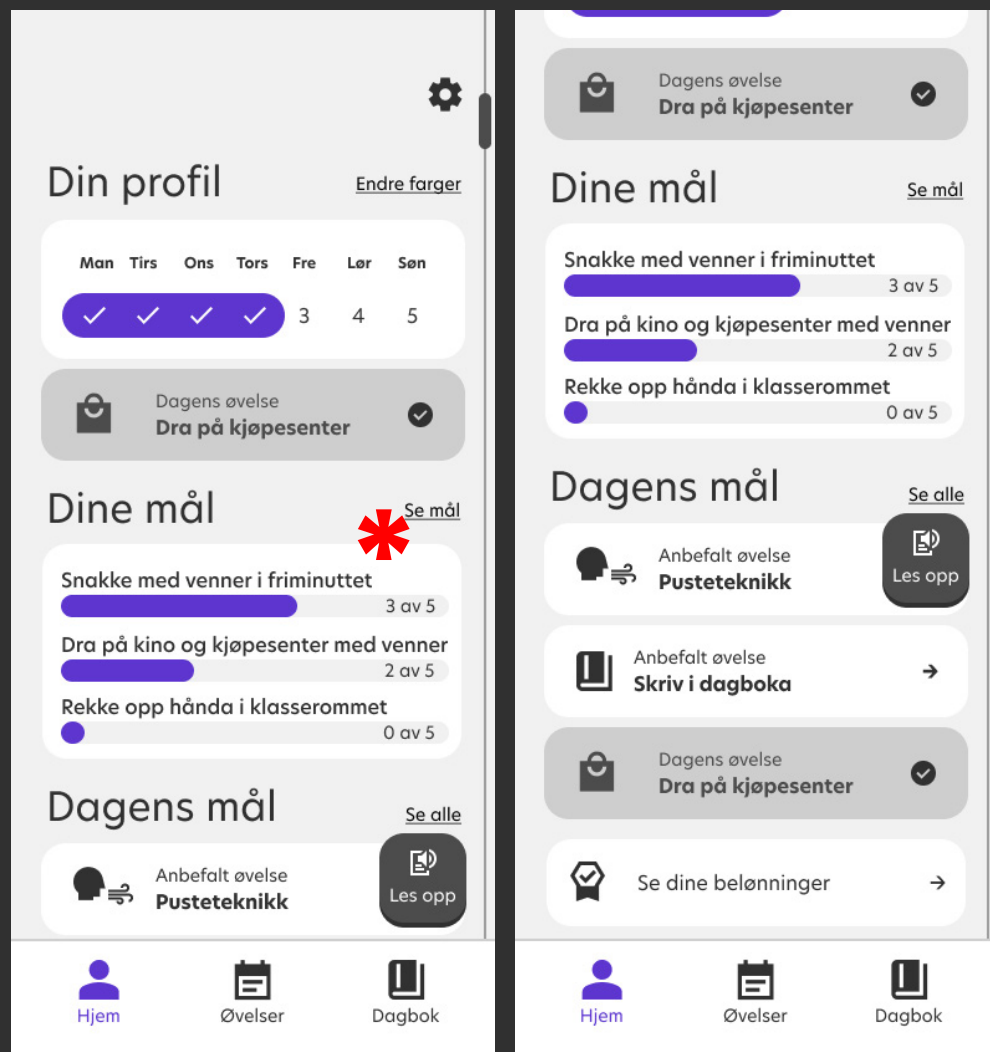 Din profil
Endre farger
Man Tirs Ons Tors Fre Lør Søn
3 4 5
Dagens øvelse
Dra på kjøpesenter
Dine mål
Se mål
Snakke med venner i friminuttet
3 av 5
Dra på kino og kjøpesenter med venner
2 av 5
Rekke opp hånda i klasserommet
0 av 5
Dagens mål
Se alle
Anbefalt øvelse
Pusteteknikk
Les opp
Hjem Øvelser Dagbok
Dagens øvelse
Dra på kjøpesenter
Dine mål
Se mål
Snakke med venner i friminuttet
3 av 5
Dra på kino og kjøpesenter med venner
2 av 5
Rekke opp hånda i klasserommet
0 av 5
Dagens mål
Se alle
Anbefalt øvelse
Pusteteknikk
Les opp
Anbefalt øvelse
Skriv i dagboka
Dagens øvelse
Dra på kjøpesenter
Se dine belønninger
Hjem Øvelser Dagbok